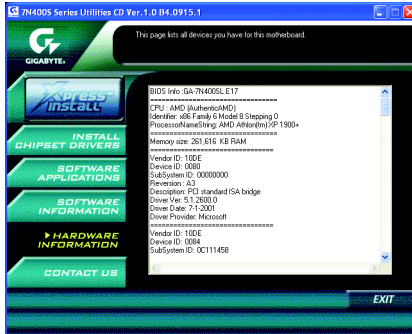 7N400S Series Utilities CD Ver.1.0 B4.0915.1
GIGABYTE™
This page lists all devices you have for this motherboard.
Xpress-
INSTALL
INSTALL
CHIPSET DRIVERS
SOFTWARE
APPLICATIONS
SOFTWARE
INFORMATION
HARDWARE
INFORMATION
CONTACT US
BIOS Info :GA-7N400SL E17
==================================
CPU : AMD (AuthenticAMD)
Identifier: x86 Family 6 Model 8 Stepping 0
ProcessorNameString: AMD Athlon(tm)XP 1900+
==================================
Memory size: 261,616 KB RAM
==================================
Vendor ID: 10DE
Device ID: 0080
SubSystem ID: 00000000
Reversion : A3
Description: PCI standard ISA bridge
Driver Ver: 5.1.2600.0
Driver Date: 7-1-2001
Driver Provider: Microsoft
==================================
Vendor ID: 10DE
Device ID: 0084
SubSystem ID: 0C111458
EXIT